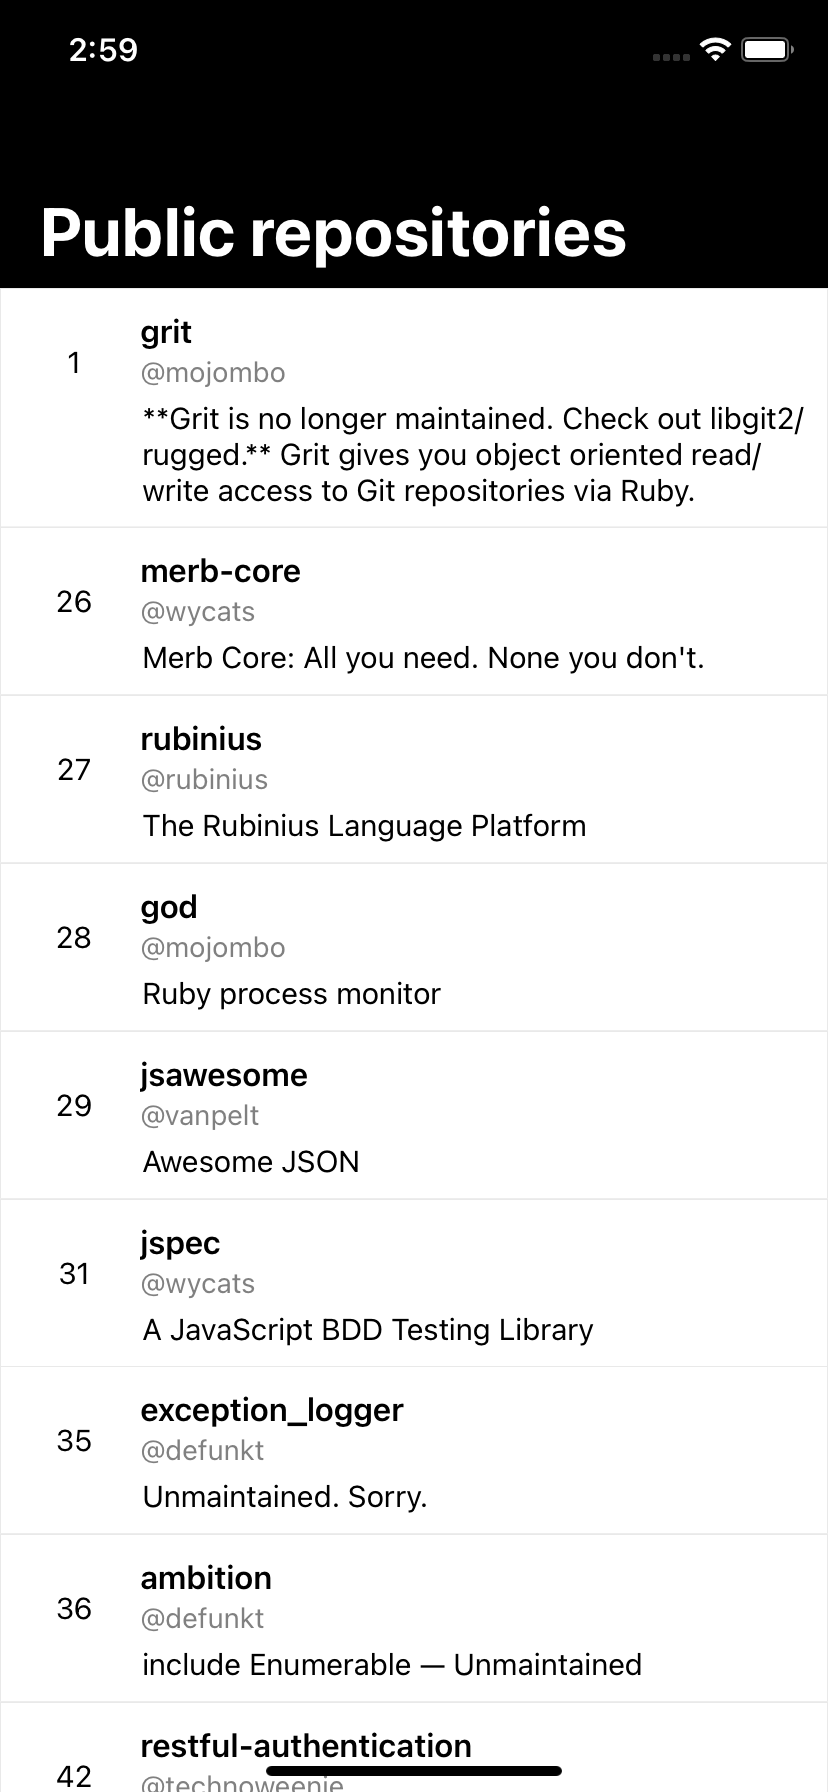 2:59
Public repositories
1
grit
@mojombo
**Grit is no longer maintained. Check out libgit2/
rugged.** Grit gives you object oriented read/
write access to Git repositories via Ruby.
26
merb-core
@wycats
Merb Core: All you need. None you don't.
27
rubinius
@rubinius
The Rubinius Language Platform
28
god
@mojombo
Ruby process monitor
29
jsawesome
@vanpelt
Awesome JSON
31
jspec
@wycats
A JavaScript BDD Testing Library
35
exception_logger
@defunkt
Unmaintained. Sorry.
36
ambition
@defunkt
include Enumerable — Unmaintained
42
restful-authentication
@technoweenie